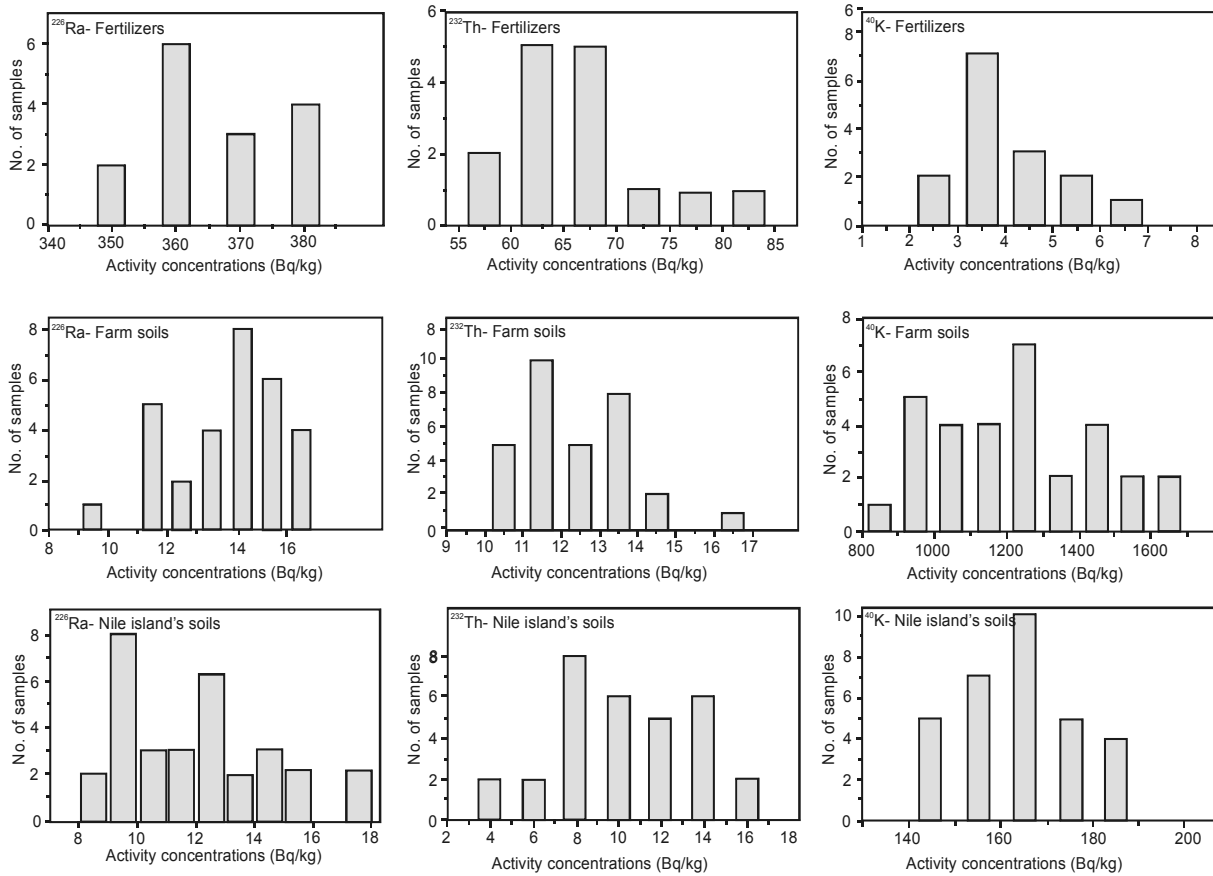 ²²⁶Ra- Fertilizers
No. of samples
6
4
2
0
340 350 360 370 380
Activity concentrations (Bq/kg)
²³²Th- Fertilizers
No. of samples
6
4
2
0
55 60 65 70 75 80 85
Activity concentrations (Bq/kg)
⁴⁰K- Fertilizers
No. of samples
6
8
6
4
2
0
1 2 3 4 5 6 7 8
Activity concentrations (Bq/kg)
²²⁶Ra- Farm soils
No. of samples
8
6
4
2
0
8 10 12 14 16
Activity concentrations (Bq/kg)
²³²Th- Farm soils
No. of samples
8
10
8
6
4
2
0
9 10 11 12 13 14 15 16 17
Activity concentrations (Bq/kg)
⁴⁰K- Farm soils
No. of samples
8
6
4
2
0
800 1000 1200 1400 1600
Activity concentrations (Bq/kg)
²²⁶Ra- Nile island's soils
No. of samples
8
6
4
2
0
8 10 12 14 16 18
Activity concentrations (Bq/kg)
²³²Th- Nile island's soils
No. of samples
8
6
4
2
0
2 4 6 8 10 12 14 16 18
Activity concentrations (Bq/kg)
⁴⁰K- Nile island's soils
No. of samples
10
8
6
4
2
0
140 160 180 200
Activity concentrations (Bq/kg)